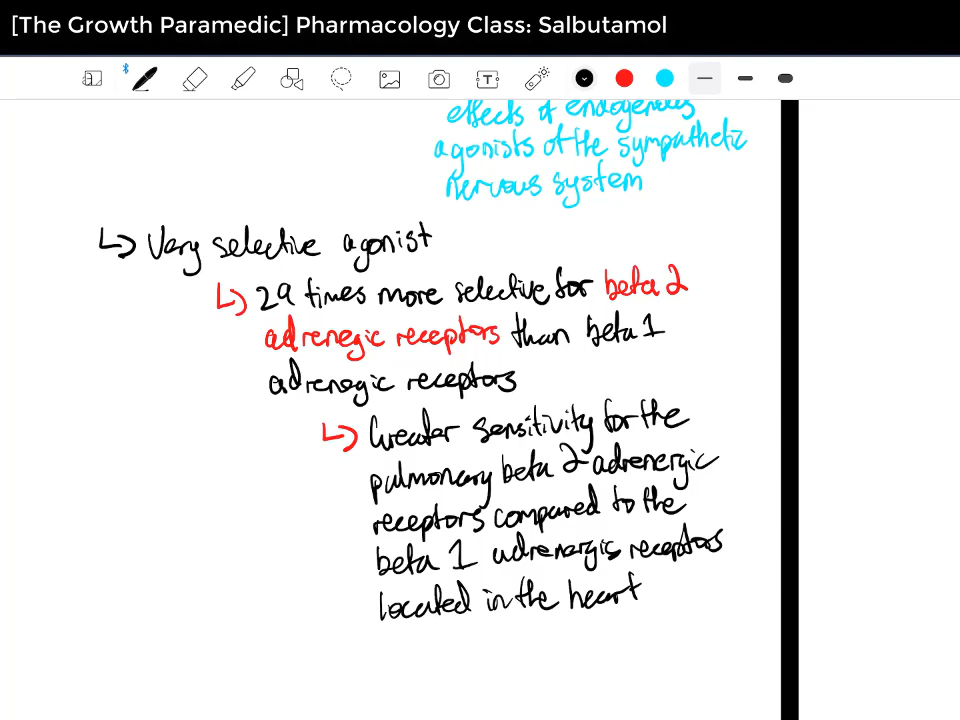 [The Growth Paramedic] Pharmacology Class: Salbutamol
effects of endogenous
agonists of the sympathetic
nervous system
↳ Very selective agonist
↳ 29 times more selective for beta 2
adrenegic receptors than beta 1
adrenegic receptors
↳ Greater sensitivity for the
pulmonary beta 2 adrenergic
receptors compared to the
beta 1 adrenergic receptors
located in the heart